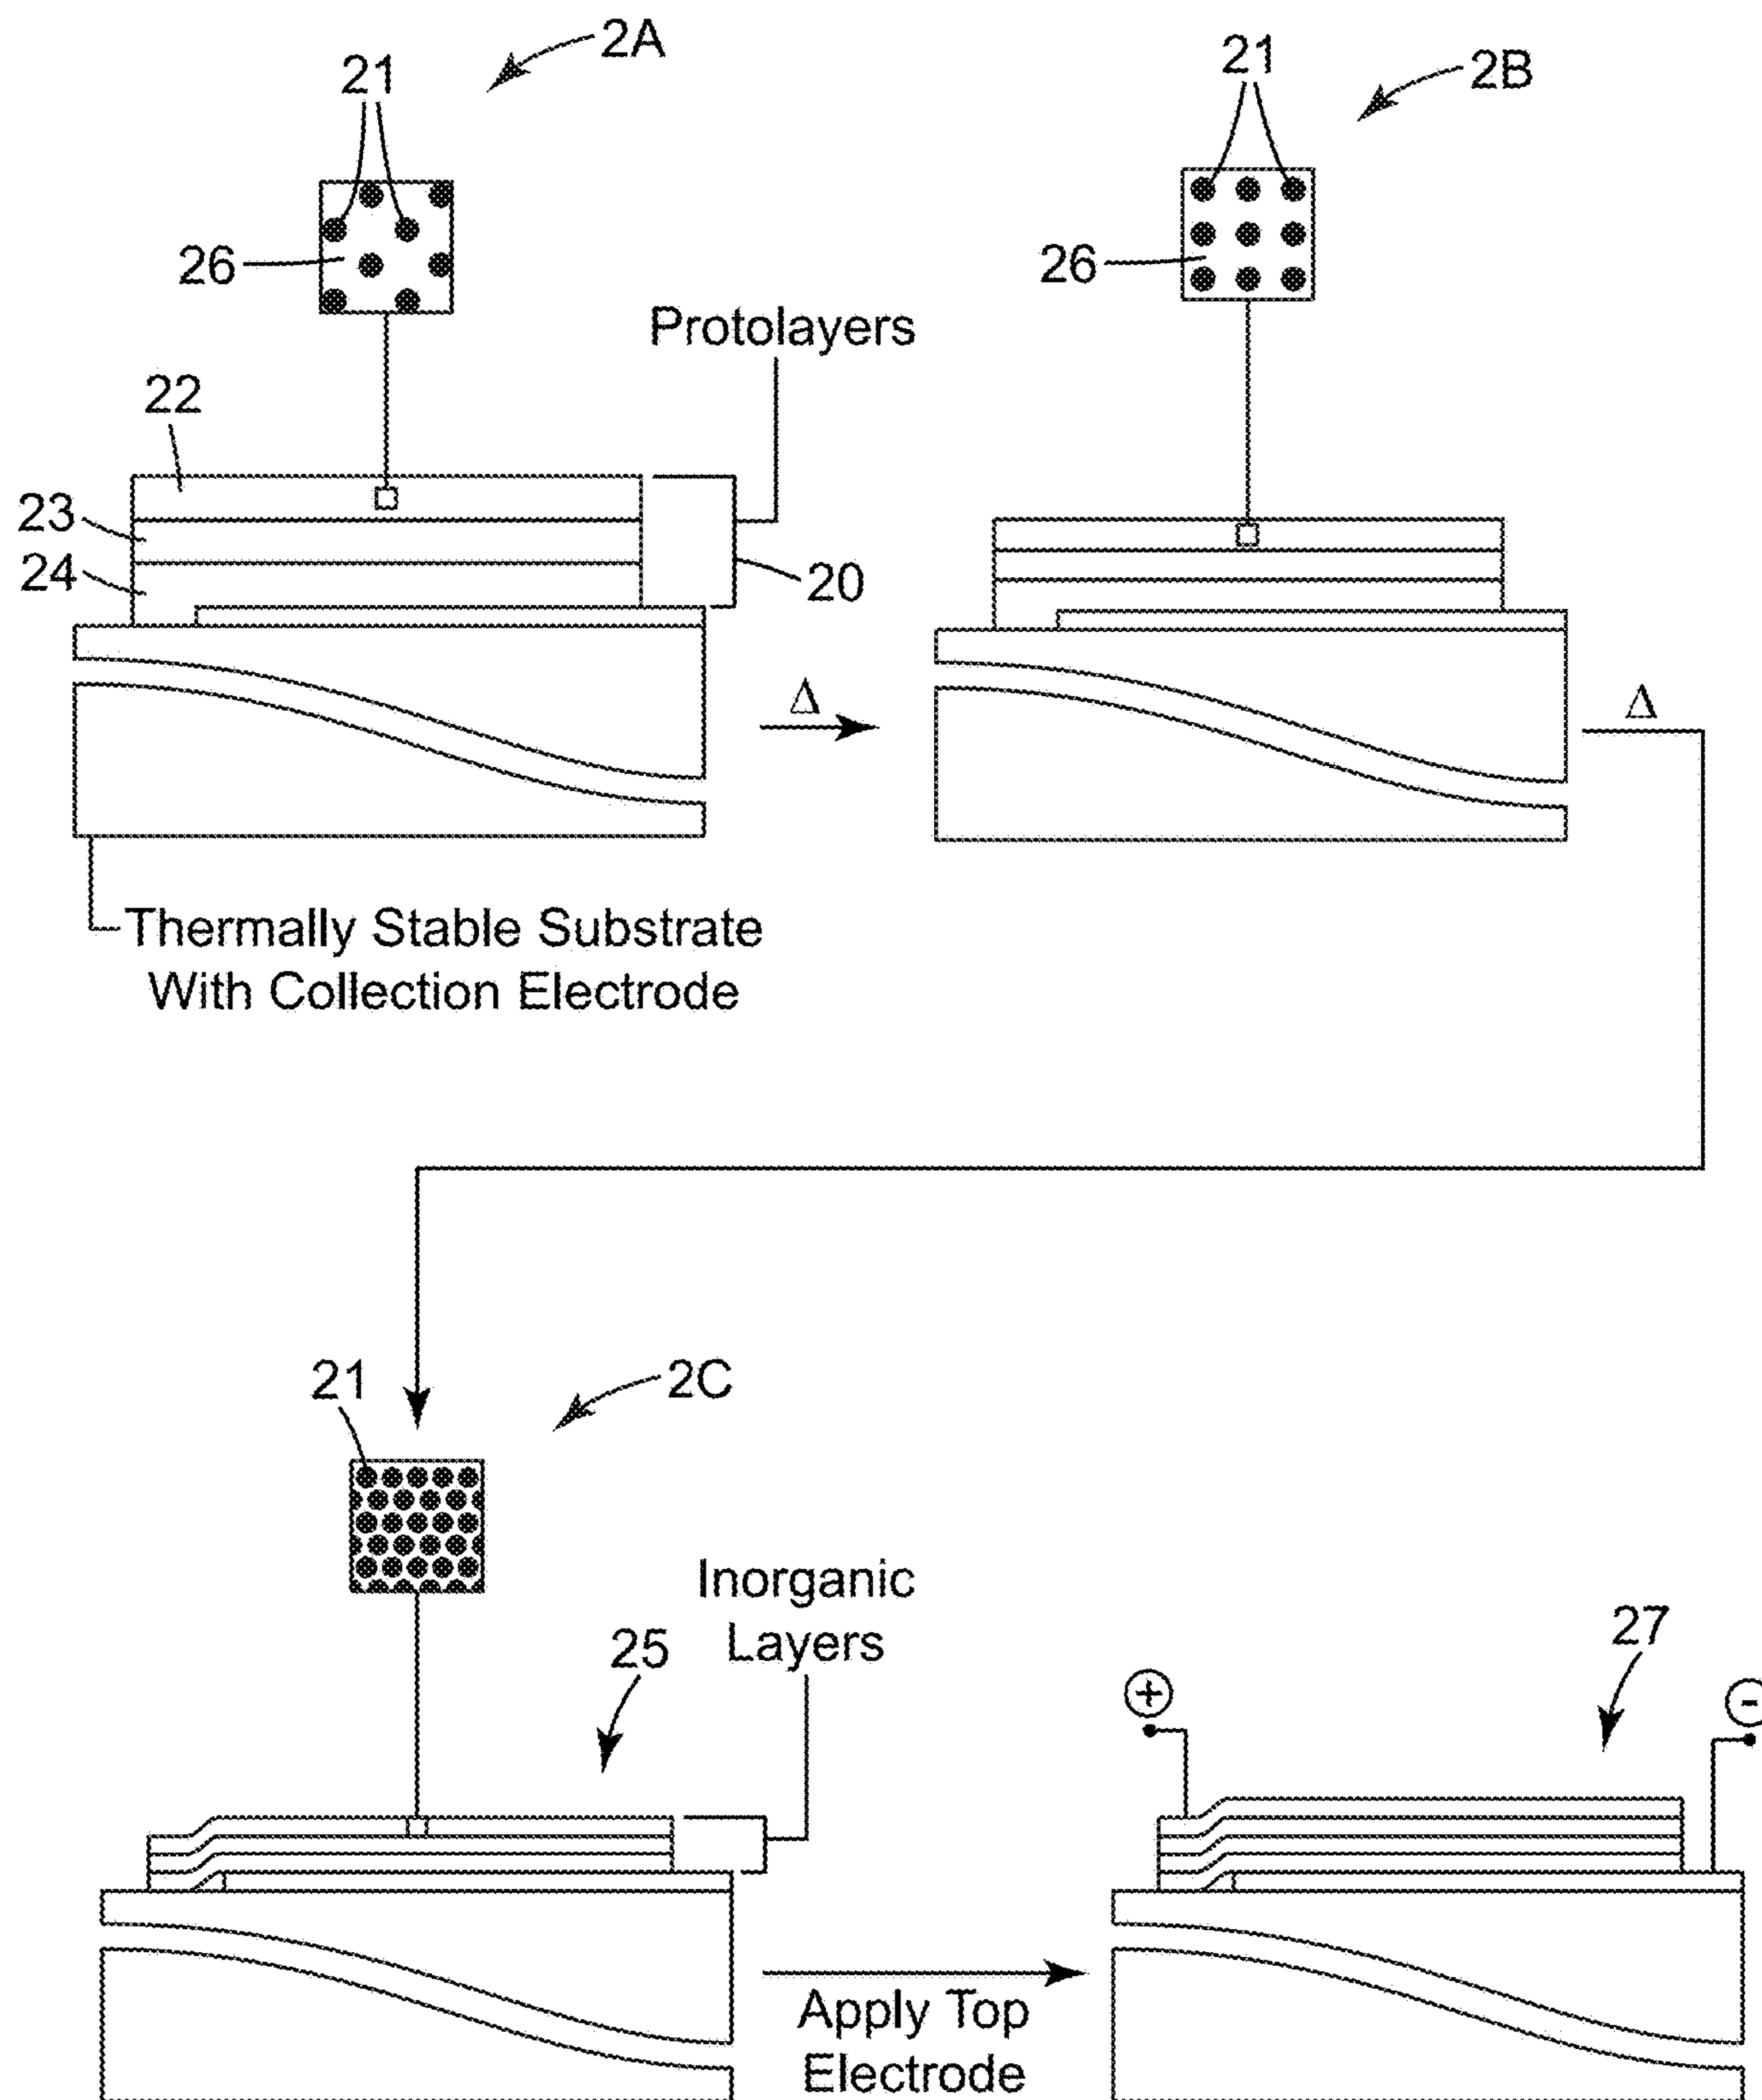 2A
21
21
2B
26
26
Protolayers
22
23
24
20
Δ
Δ
Thermally Stable Substrate
With Collection Electrode
21
2C
Inorganic
Layers
25
27
+
-
Apply Top
Electrode